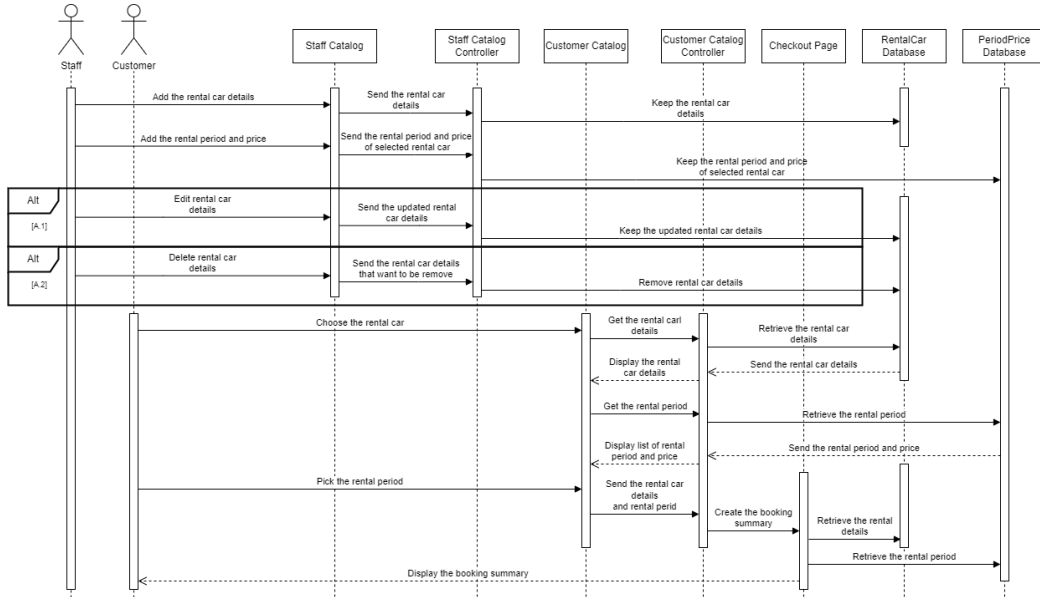 Staff
Customer
Staff Catalog
Staff Catalog
Controller
Customer Catalog
Customer Catalog
Controller
Checkout Page
RentalCar
Database
PeriodPrice
Database
Add the rental car details
Send the rental car
details
Keep the rental car
details
Add the rental period and price
Send the rental period and price
of selected rental car
Keep the rental period and price
of selected rental car
Alt
[A.1]
Edit rental car
details
Send the updated rental
car details
Keep the updated rental car details
Alt
[A.2]
Delete rental car
details
Send the rental car details
that want to be remove
Remove rental car details
Choose the rental car
Get the rental carl
details
Retrieve the rental car
details
Send the rental car details
Display the rental
car details
Get the rental period
Retrieve the rental period
Send the rental period and price
Display list of rental
period and price
Pick the rental period
Send the rental car
details
and rental perid
Create the booking
summary
Retrieve the rental
details
Retrieve the rental period
Display the booking summary